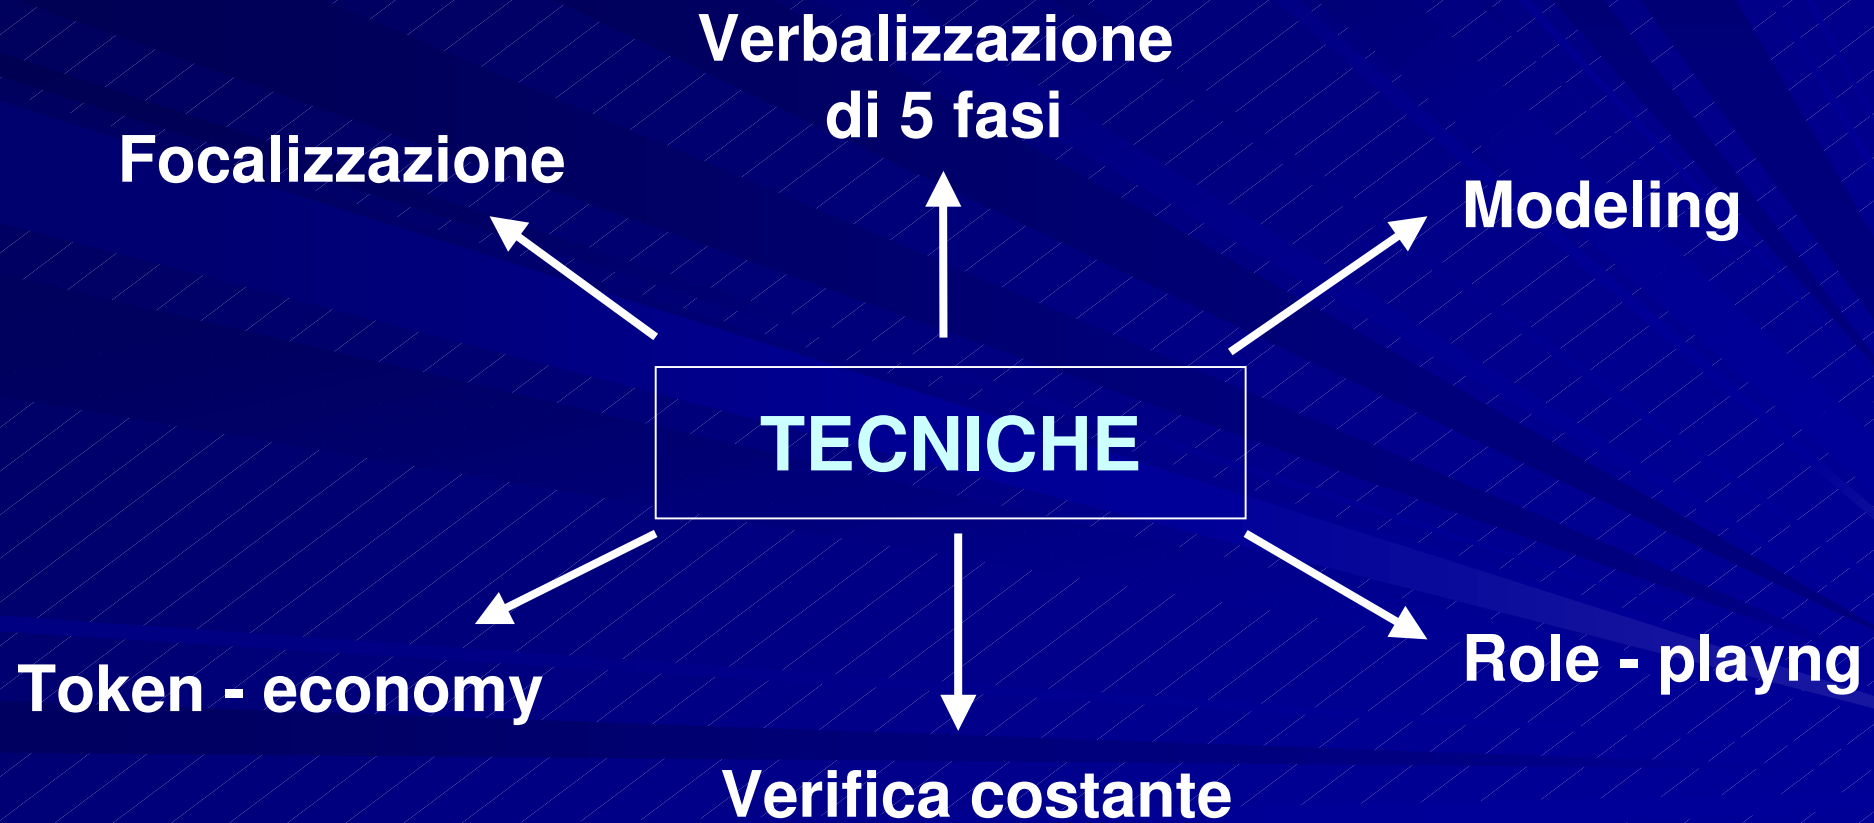 Verbalizzazione
di 5 fasi
Focalizzazione
Modeling
TECNICHE
Token - economy
Role - playng
Verifica costante